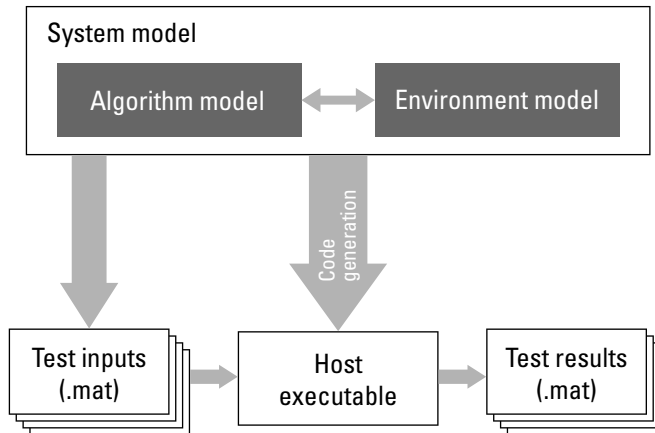 System model
Algorithm model
Environment model
Code
generation
Test inputs
(.mat)
Host
executable
Test results
(.mat)